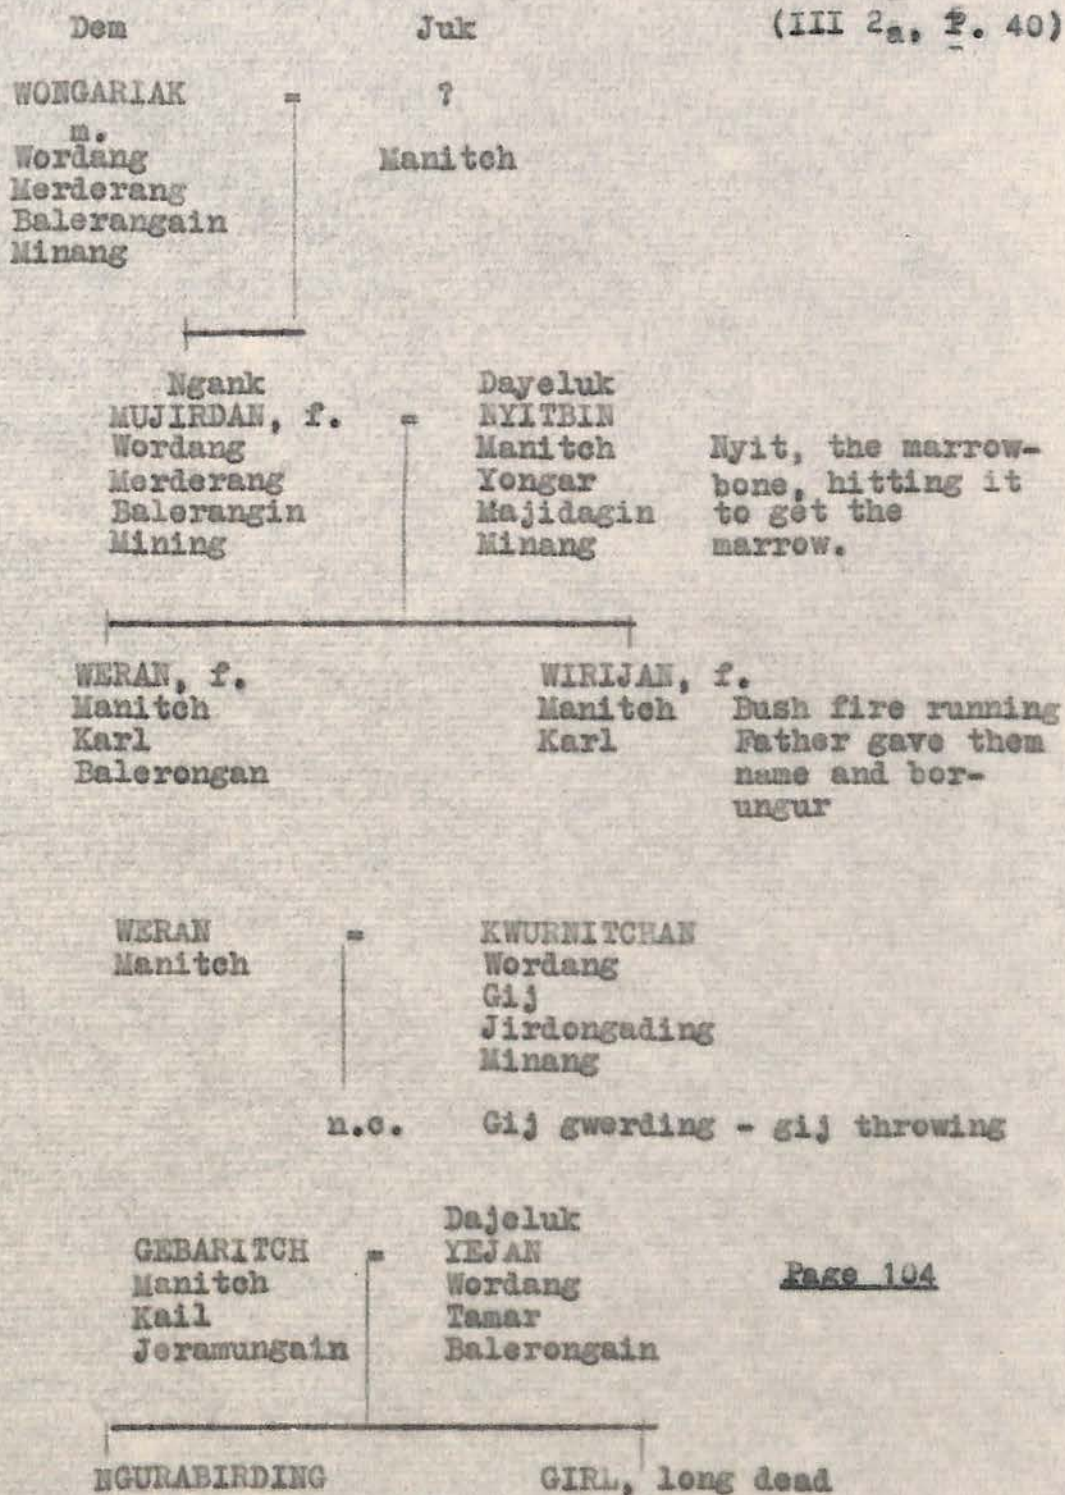 Dem Juk (III 2a, P. 40)
WONGARIAK = ?
m.
Wordang Manitch
Merderang
Balerangain
Minang
Ngank Dayeluk
MUJIRDAN, f. = NYITBIN
Wordang Manitch Nyit, the marrow-
Merderang Yongar bone, hitting it
Balerangin Majidagin to get the
Mining Minang marrow.
WERAN, f. WIRIJAN, f.
Manitch Manitch Bush fire running
Karl Karl Father gave them
Balerongan name and bor-
ungur
WERAN = KWURNITCHAN
Manitch Wordang
Gij
Jirdongading
Minang
n.c. Gij gwerding - gij throwing
Dajeluk
GEBARITCH = YEJAN
Manitch Wordang Page 104
Kail Tamar
Jeramungain Balerongain
NGURABIRDING GIRL, long dead